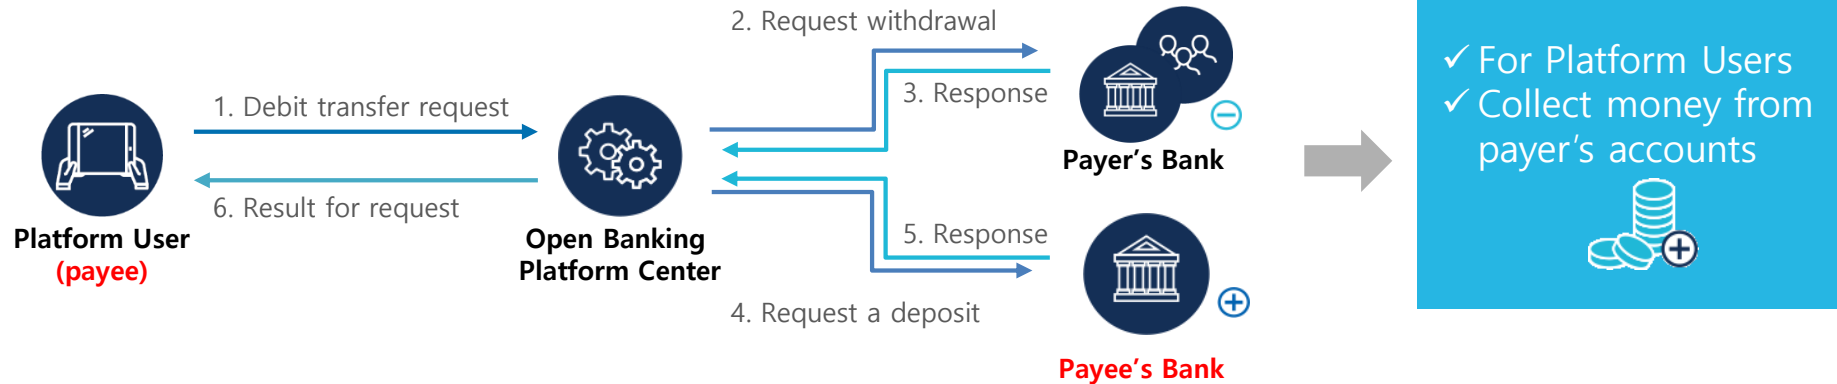 2. Request withdrawal
1. Debit transfer request
3. Response
Payer's Bank
6. Result for request
Platform User
(payee)
Open Banking
Platform Center
5. Response
4. Request a deposit
Payee's Bank
✓ For Platform Users
✓ Collect money from
payer's accounts